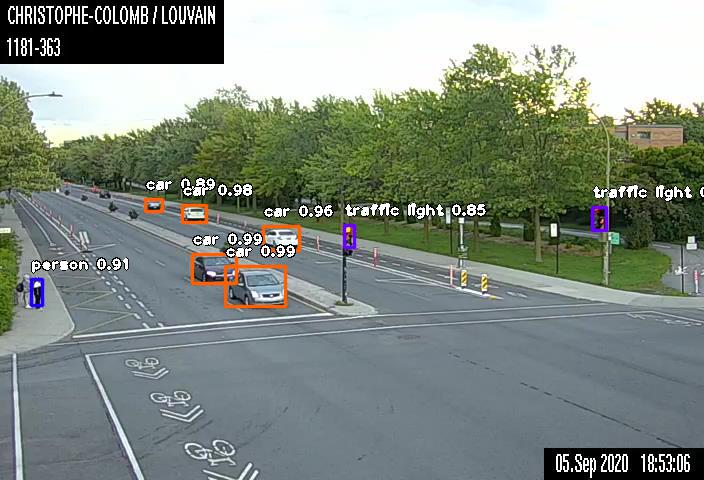 CHRISTOPHE-COLOMB / LOUVAIN
1181-363
car 0.89
car 0.98
traffic light 0.
car 0.96
traffic light 0.85
car 0.99
car 0.99
person 0.91
05.Sep 2020 18:53:06